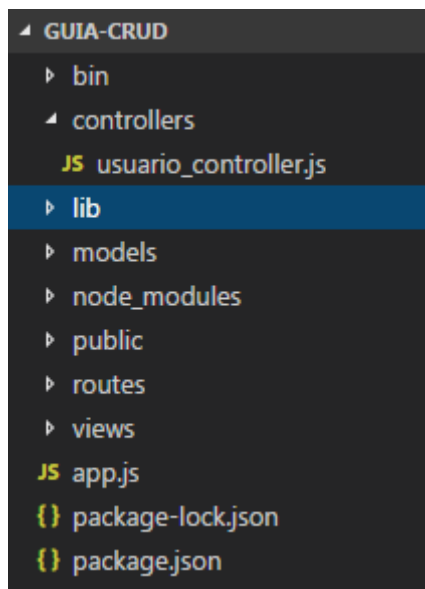 GUIA-CRUD
bin
controllers
JS usuario_controller.js
lib
models
node_modules
public
routes
views
JS app.js
{} package-lock.json
{} package.json